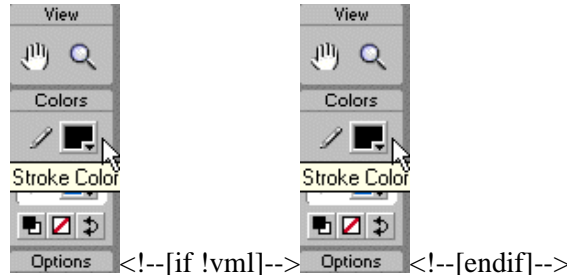 View View
Colors Colors
Stroke Color Stroke Color
Options <!--[if !vml]--> Options <!--[endif]-->